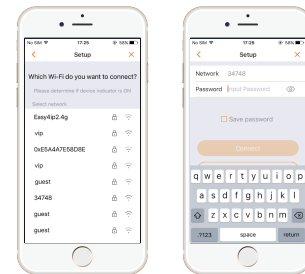 No SIM 17:25 56%
Setup
Which Wi-Fi do you want to connect?
Please determine if device indicator is ON
Select network
Easy4ip2.4g
vip
0xE5A4A7E58D8E
vip
guest
34748
guest
guest
No SIM 17:25 56%
Setup
Network 34748
Password Input Password
Save password
Connect
q w e r t y u i o p
a s d f g h j k l
z x c v b n m
.?123 space return